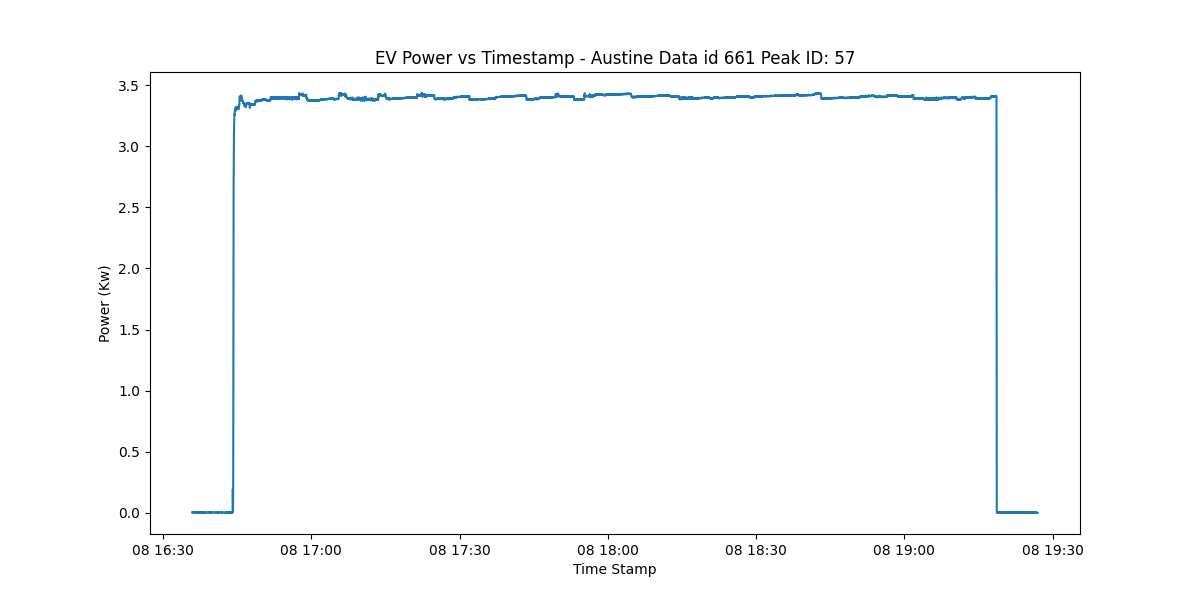 EV Power vs Timestamp - Austine Data id 661 Peak ID: 57
3.5
3.0
2.5
2.0
1.5
1.0
0.5
0.0
Power (Kw)
08 16:30 08 17:00 08 17:30 08 18:00 08 18:30 08 19:00 08 19:30
Time Stamp